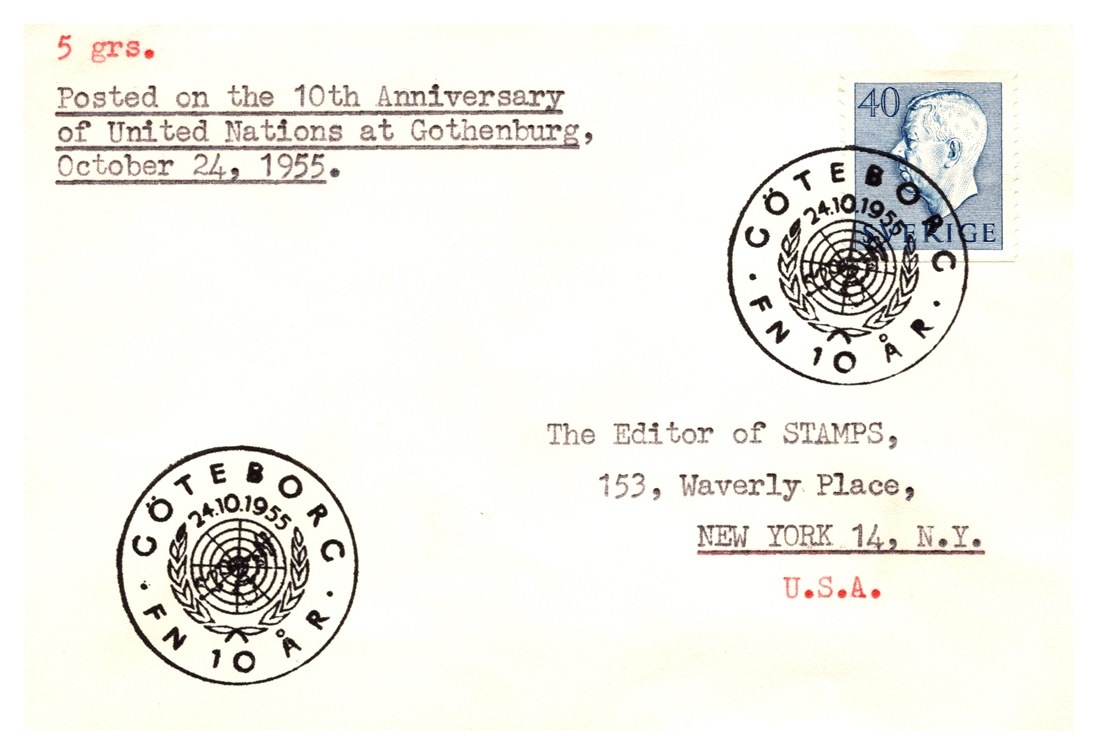 5 grs.
Posted on the 10th Anniversary
of United Nations at Gothenburg,
October 24, 1955.
40
SVERIGE
GÖTEBORG
24.10.1955
· FN 10 ÅR ·
The Editor of STAMPS,
153, Waverly Place,
NEW YORK 14, N.Y.
U.S.A.
GÖTEBORG
24.10.1955
· FN 10 ÅR ·